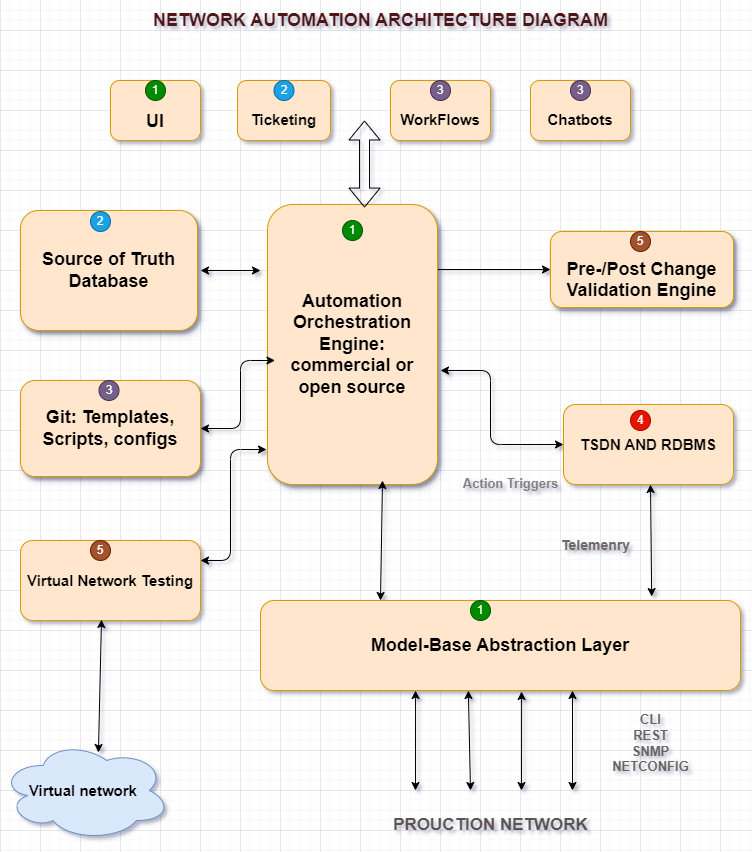 NETWORK AUTOMATION ARCHITECTURE DIAGRAM
1
UI
2
Ticketing
3
WorkFlows
3
Chatbots
2
Source of Truth
Database
1
Automation
Orchestration
Engine:
commercial or
open source
5
Pre-/Post Change
Validation Engine
3
Git: Templates,
Scripts, configs
4
TSDN AND RDBMS
Action Triggers
5
Virtual Network Testing
Telemenry
1
Model-Base Abstraction Layer
CLI
REST
SNMP
NETCONFIG
Virtual network
PROUCTION NETWORK